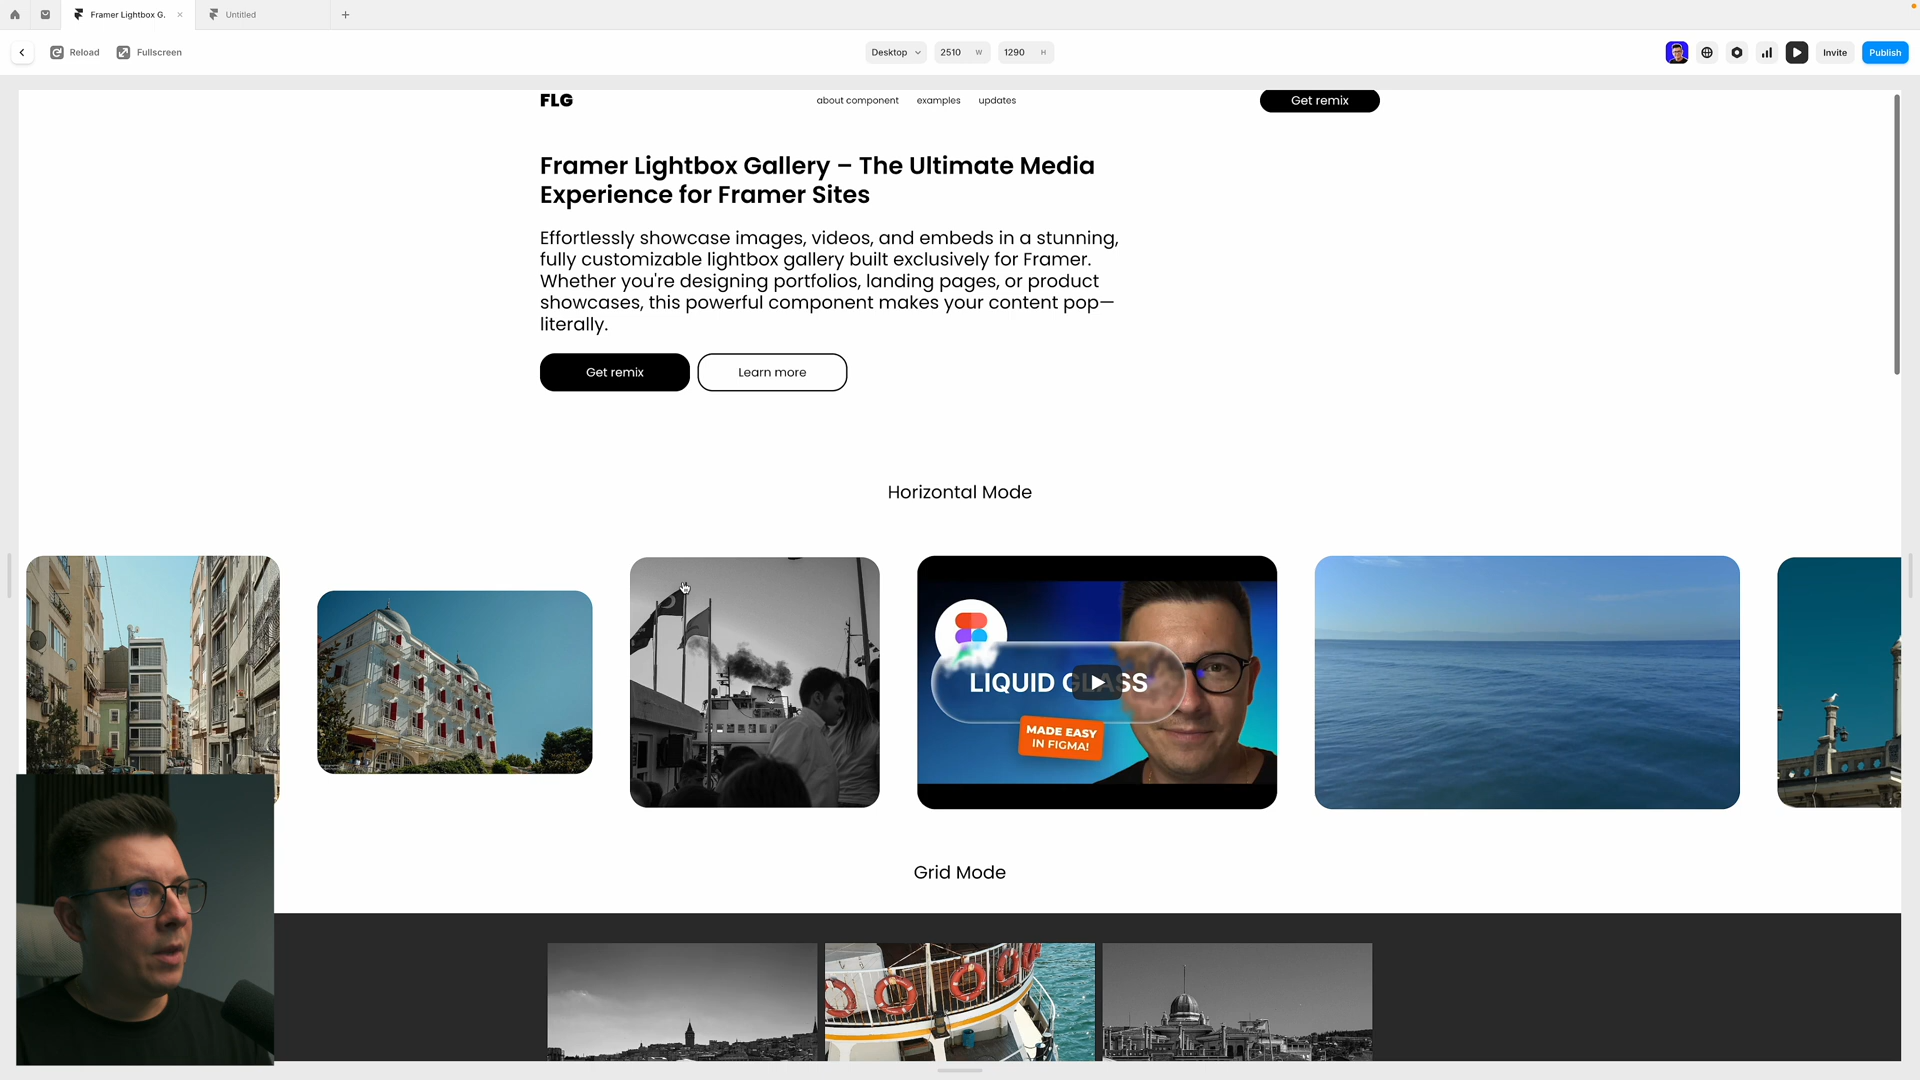 Framer Lightbox G.
Untitled
Reload
Fullscreen
Desktop
2510 W
1290 H
Invite
Publish
FLG
about component
examples
updates
Get remix
Framer Lightbox Gallery – The Ultimate Media
Experience for Framer Sites
Effortlessly showcase images, videos, and embeds in a stunning,
fully customizable lightbox gallery built exclusively for Framer.
Whether you're designing portfolios, landing pages, or product
showcases, this powerful component makes your content pop—
literally.
Get remix
Learn more
Horizontal Mode
LIQUID GLASS
MADE EASY
IN FIGMA!
Grid Mode